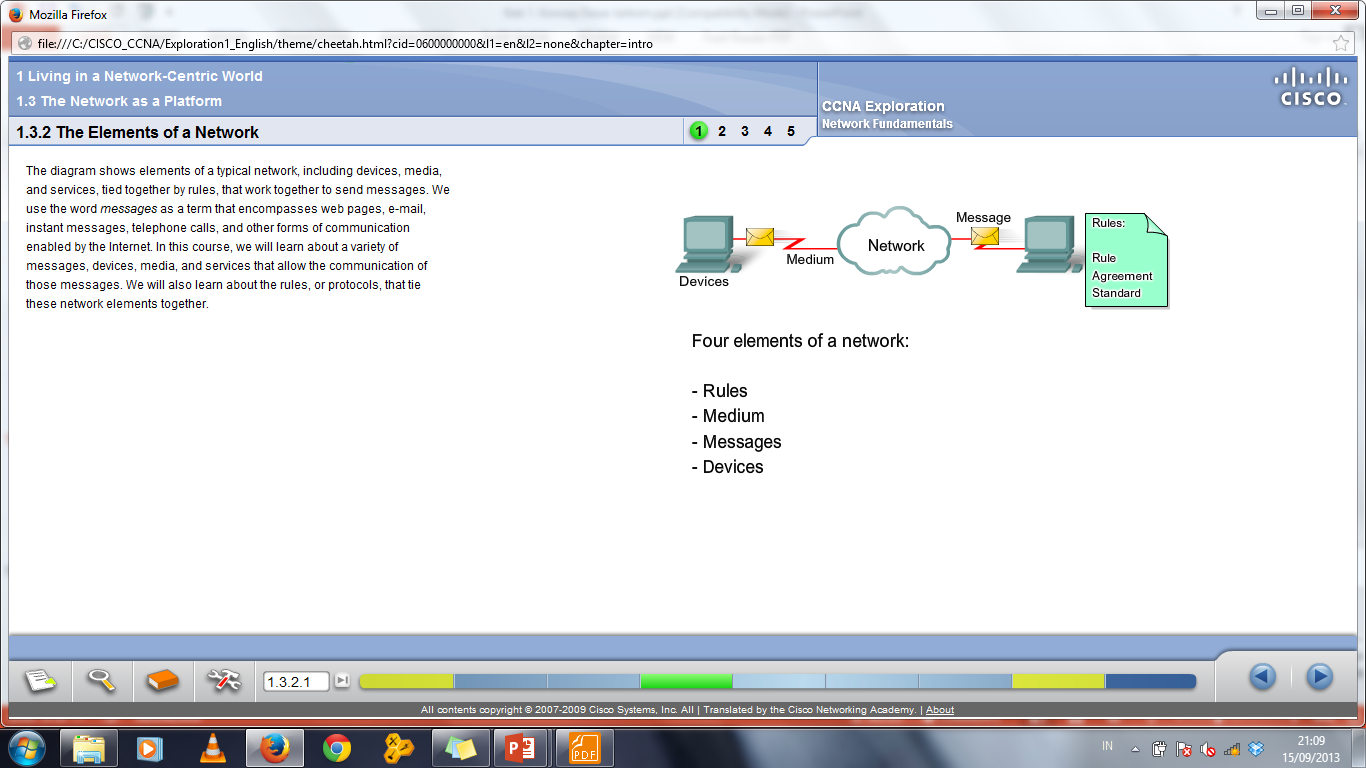 Mozilla Firefox
file:///C:/CISCO_CCNA/Exploration1_English/theme/cheetah.html?cid=0600000000&l1=en&l2=none&chapter=intro
1 Living in a Network-Centric World
1.3 The Network as a Platform
CCNA Exploration
Network Fundamentals
CISCO
1.3.2 The Elements of a Network
1 2 3 4 5
The diagram shows elements of a typical network, including devices, media,
and services, tied together by rules, that work together to send messages. We
use the word messages as a term that encompasses web pages, e-mail,
instant messages, telephone calls, and other forms of communication
enabled by the Internet. In this course, we will learn about a variety of
messages, devices, media, and services that allow the communication of
those messages. We will also learn about the rules, or protocols, that tie
these network elements together.
Devices
Medium
Network
Message
Rules:
Rule
Agreement
Standard
Four elements of a network:
- Rules
- Medium
- Messages
- Devices
1.3.2.1
All contents copyright © 2007-2009 Cisco Systems, Inc. All | Translated by the Cisco Networking Academy. | About
PDF
IN
21:09
15/09/2013